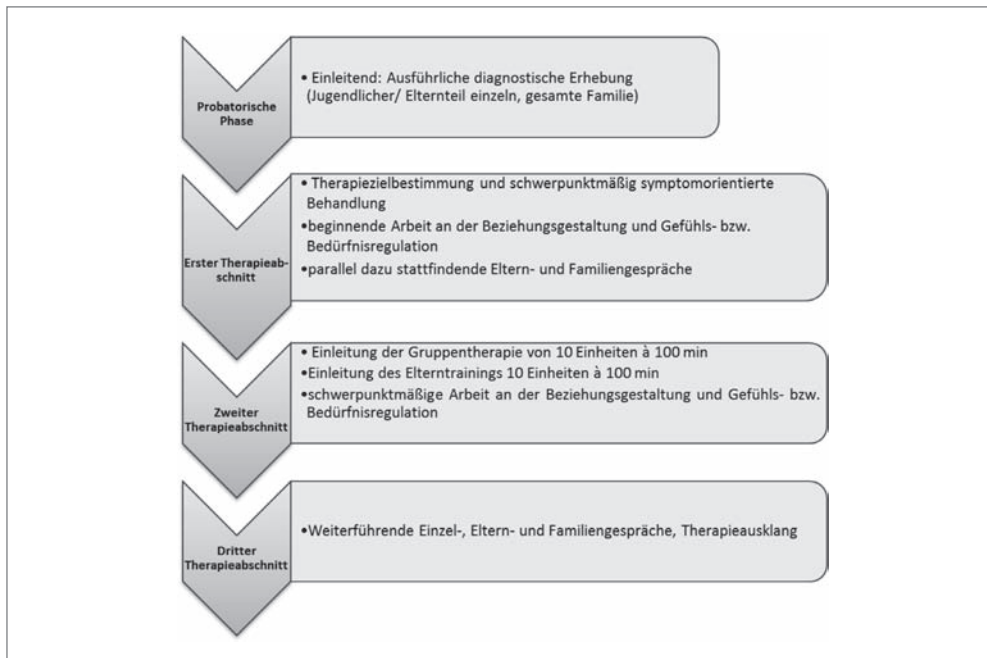 Probatorische
Phase
• Einleitend: Ausführliche diagnostische Erhebung
(Jugendlicher/ Elternteil einzeln, gesamte Familie)
Erster Therapieab-
schnitt
• Therapiezielbestimmung und schwerpunktmäßig symptomorientierte
Behandlung
•beginnende Arbeit an der Beziehungsgestaltung und Gefühls- bzw.
Bedürfnisregulation
•parallel dazu stattfindende Eltern- und Familiengespräche
Zweiter
Therapieabschnitt
• Einleitung der Gruppentherapie von 10 Einheiten à 100 min
•Einleitung des Elterntrainings 10 Einheiten à 100 min
•schwerpunktmäßige Arbeit an der Beziehungsgestaltung und Gefühls- bzw.
Bedürfnisregulation
Dritter
Therapieabschnitt
•Weiterführende Einzel-, Eltern- und Familiengespräche, Therapieausklang